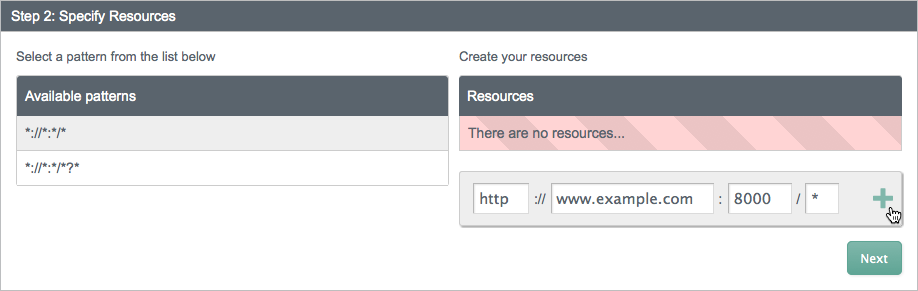 Step 2: Specify Resources
Select a pattern from the list below
Available patterns
*://*:*/*
*://*:*/*?*
Create your resources
Resources
There are no resources...
http :// www.example.com : 8000 / *
Next